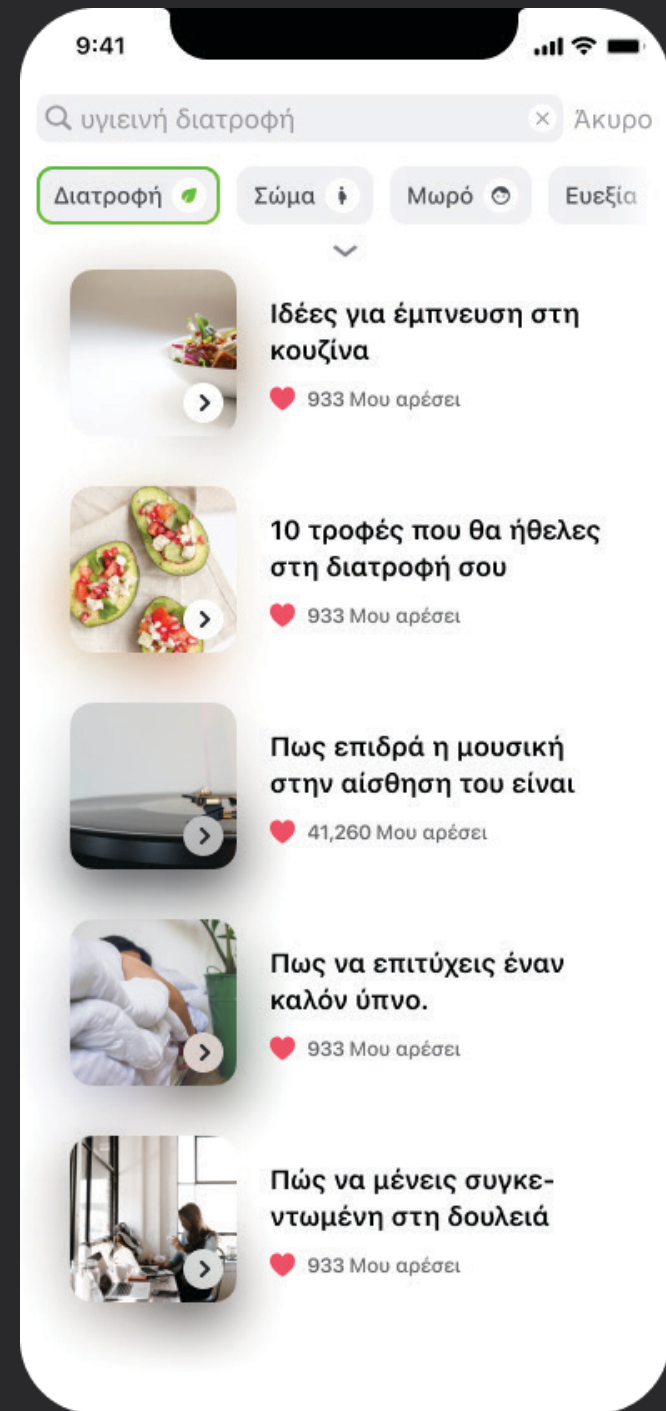 9:41
υγιεινή διατροφή Άκυρο
Διατροφή Σώμα Μωρό Ευεξία
Ιδέες για έμπνευση στη
κουζίνα
933 Μου αρέσει
10 τροφές που θα ήθελες
στη διατροφή σου
933 Μου αρέσει
Πως επιδρά η μουσική
στην αίσθηση του είναι
41,260 Μου αρέσει
Πως να επιτύχεις έναν
καλόν ύπνο.
933 Μου αρέσει
Πώς να μένεις συγκε-
ντωμένη στη δουλειά
933 Μου αρέσει